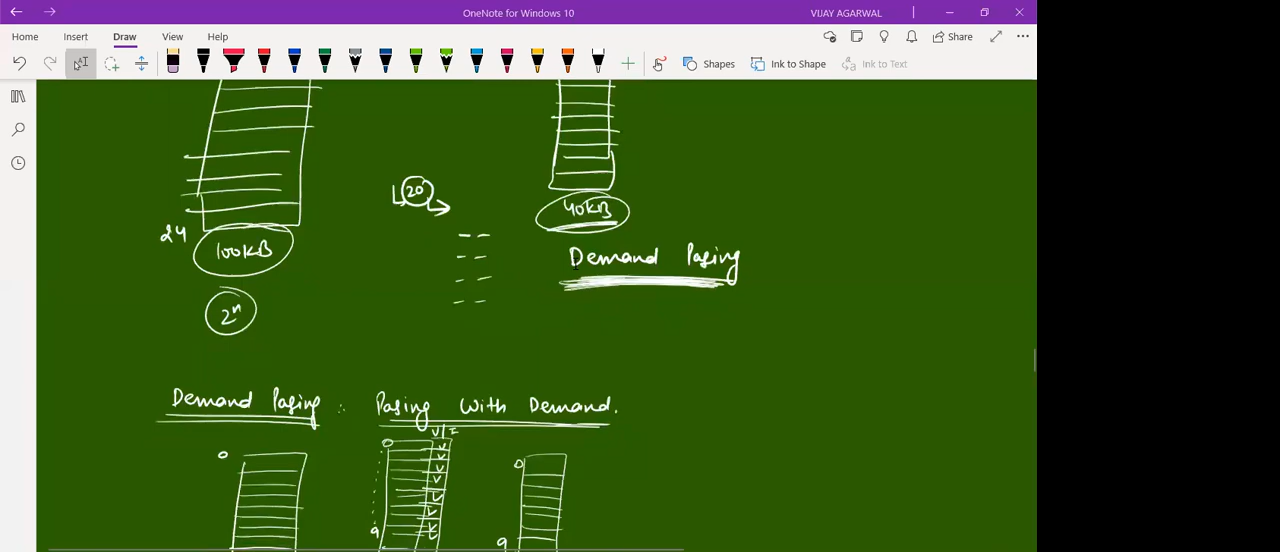 OneNote for Windows 10
VIJAY AGARWAL
Home Insert Draw View Help
Share
Shapes Ink to Shape Ink to Text
20
40KB
24
100KB
Demand Paging
2ⁿ
Demand Paging : Paging With Demand.
V/I
0 V
V
V
V
V
V
V
9
0
0
9